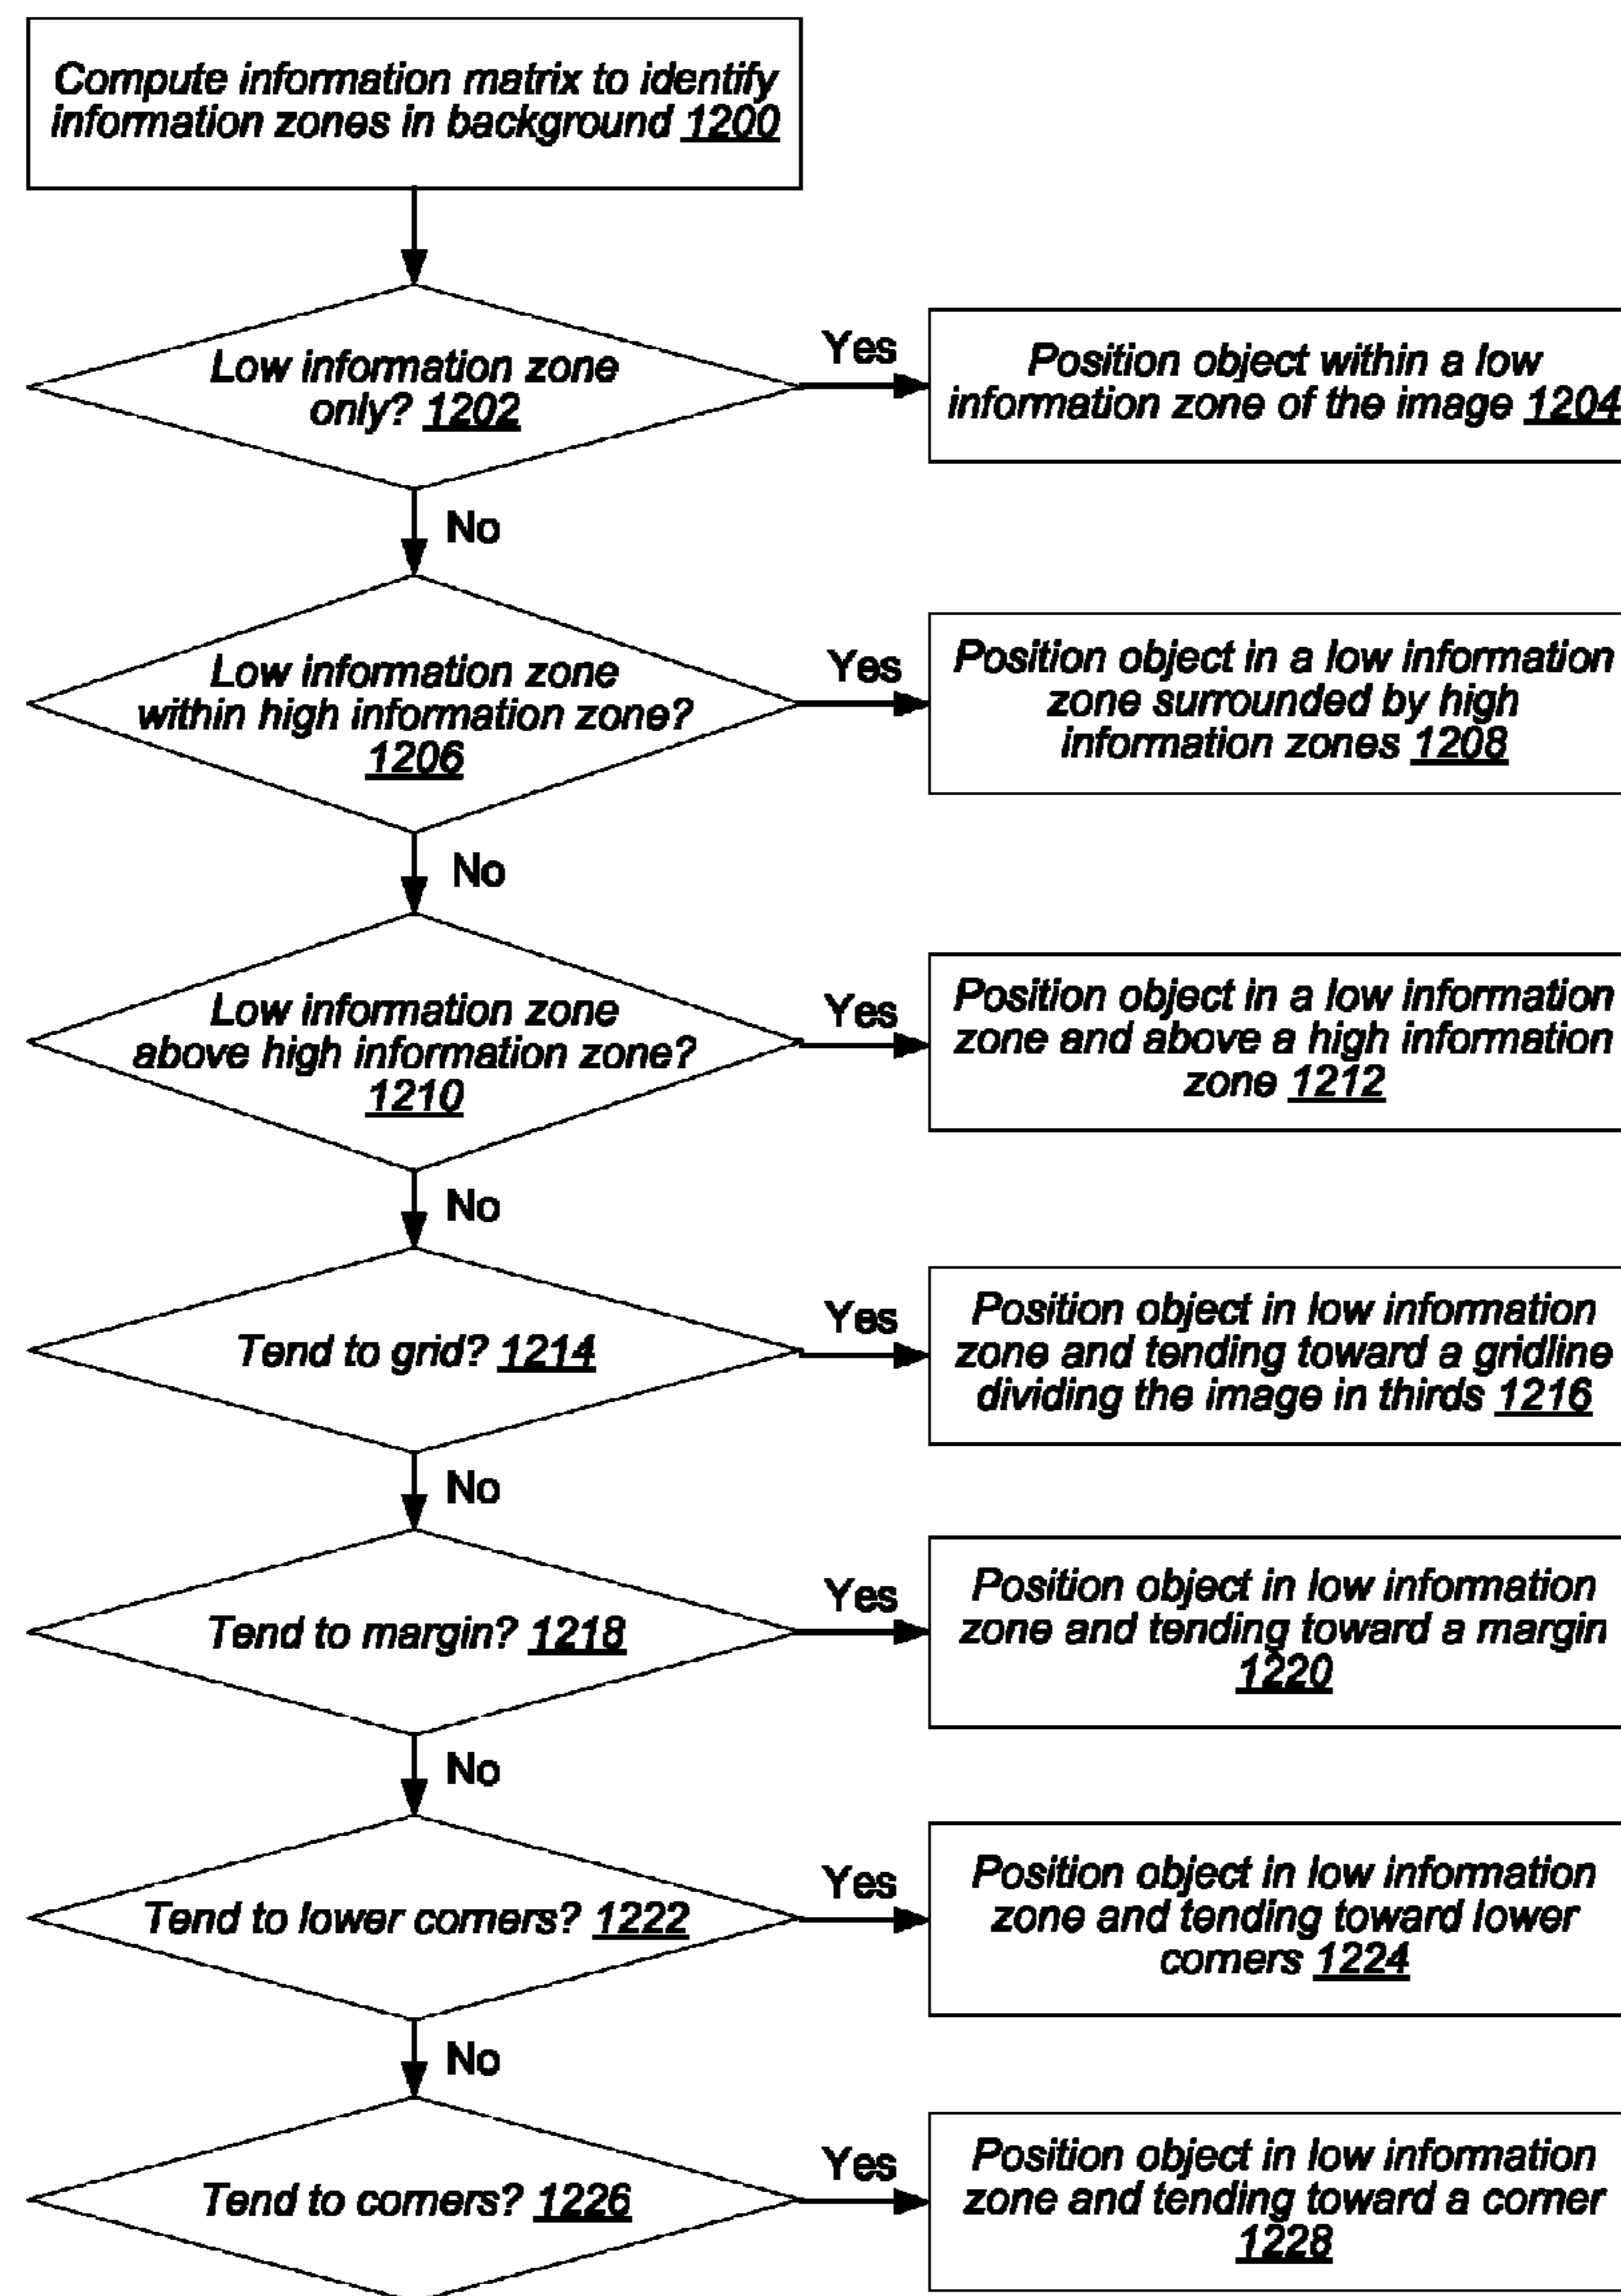 Compute information matrix to identify
information zones in background 1200
Low information zone
only? 1202
Yes
Position object within a low
information zone of the image 1204
No
Low information zone
within high information zone?
1206
Yes
Position object in a low information
zone surrounded by high
information zones 1208
No
Low information zone
above high information zone?
1210
Yes
Position object in a low information
zone and above a high information
zone 1212
No
Tend to grid? 1214
Yes
Position object in low information
zone and tending toward a gridline
dividing the image in thirds 1216
No
Tend to margin? 1218
Yes
Position object in low information
zone and tending toward a margin
1220
No
Tend to lower corners? 1222
Yes
Position object in low information
zone and tending toward lower
corners 1224
No
Tend to corners? 1226
Yes
Position object in low information
zone and tending toward a corner
1228